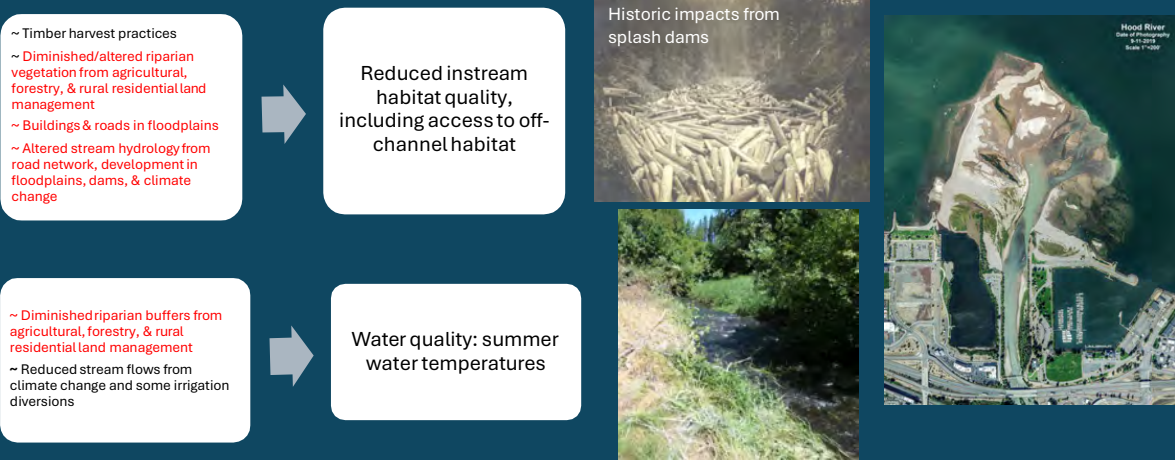 ~ Timber harvest practices
~ Diminished/altered riparian
vegetation from agricultural,
forestry, & rural residential land
management
~ Buildings & roads in floodplains
~ Altered stream hydrology from
road network, development in
floodplains, dams, & climate
change
Reduced instream
habitat quality,
including access to off-
channel habitat
Historic impacts from
splash dams
Hood River
Date of Photography
9-11-2019
Scale 1"=200'
~ Diminished riparian buffers from
agricultural, forestry, & rural
residential land management
~ Reduced stream flows from
climate change and some irrigation
diversions
Water quality: summer
water temperatures